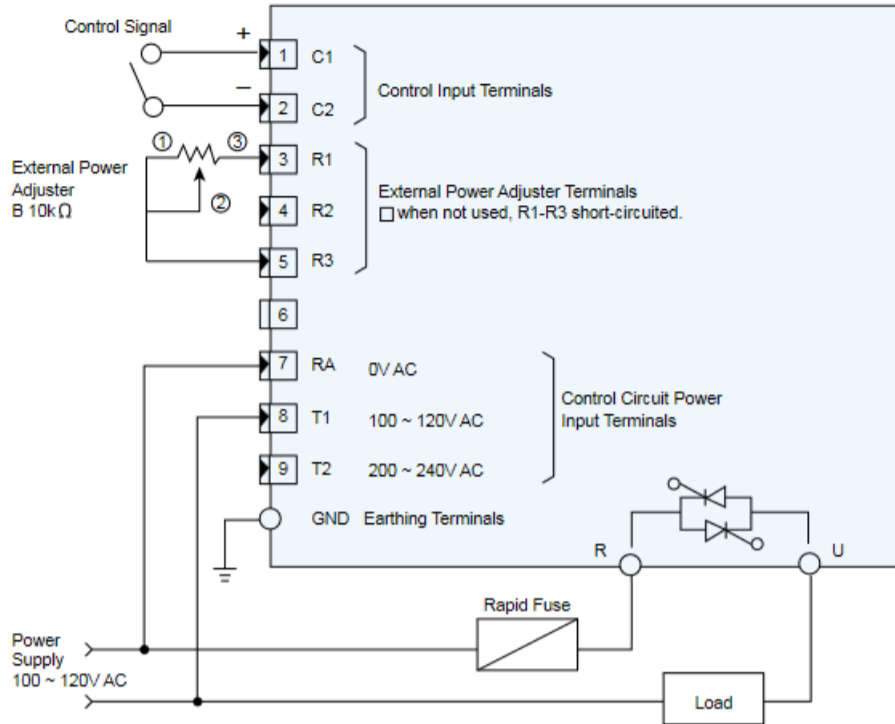 Control Signal
+
1 C1
Control Input Terminals
−
2 C2
① ③
3 R1
External Power
Adjuster
B 10kΩ
②
External Power Adjuster Terminals
□ when not used, R1-R3 short-circuited.
4 R2
5 R3
6
7 RA 0V AC
Control Circuit Power
Input Terminals
8 T1 100 ~ 120V AC
9 T2 200 ~ 240V AC
GND Earthing Terminals
R U
Rapid Fuse
Power
Supply
100 ~ 120V AC
Load